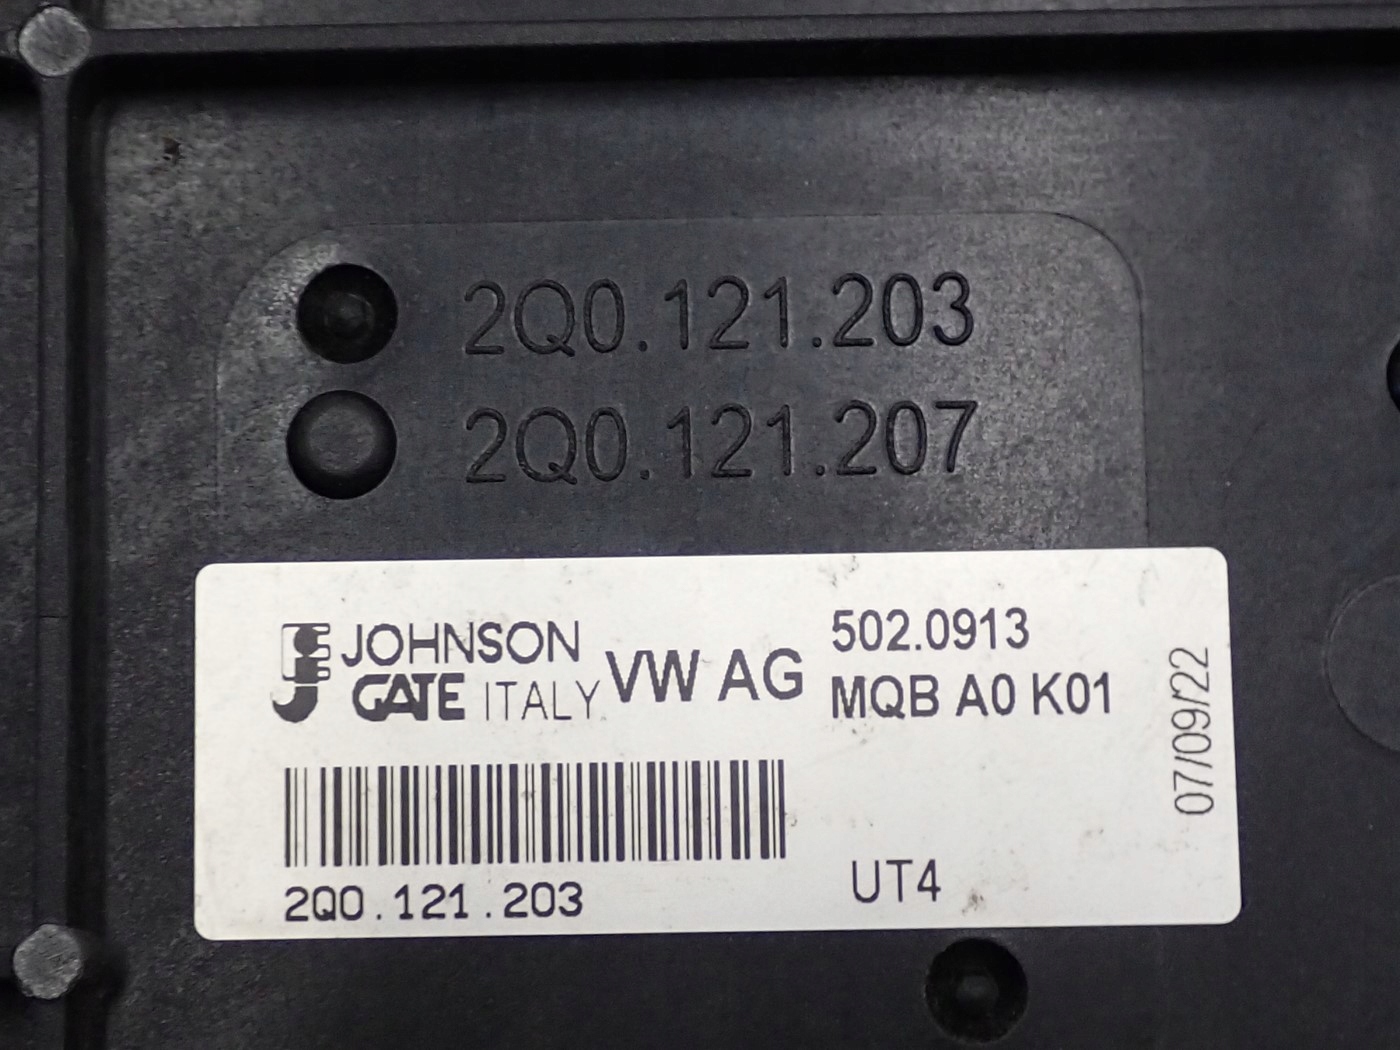 2Q0.121.203
2Q0.121.207
JOHNSON
GATE ITALY
VW AG
502.0913
MQB A0 K01
07/09/22
2Q0.121.203
UT4